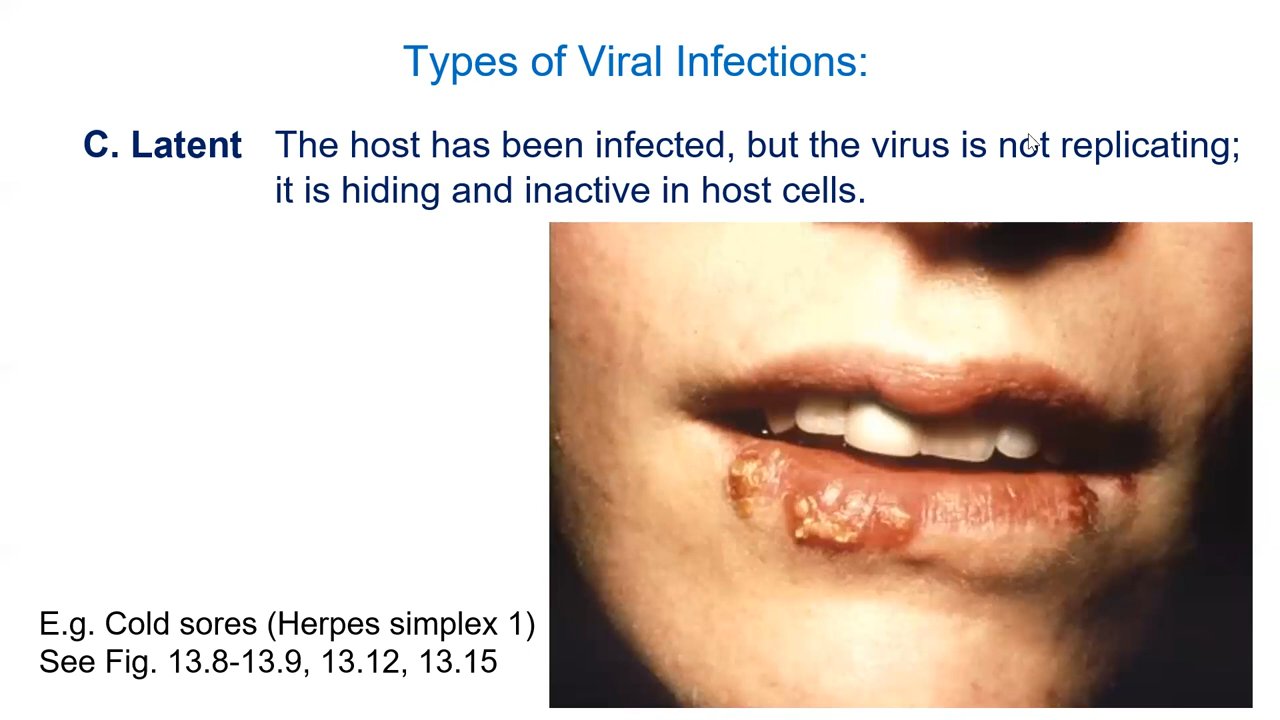 Types of Viral Infections:
C. Latent The host has been infected, but the virus is not replicating;
it is hiding and inactive in host cells.
E.g. Cold sores (Herpes simplex 1)
See Fig. 13.8-13.9, 13.12, 13.15